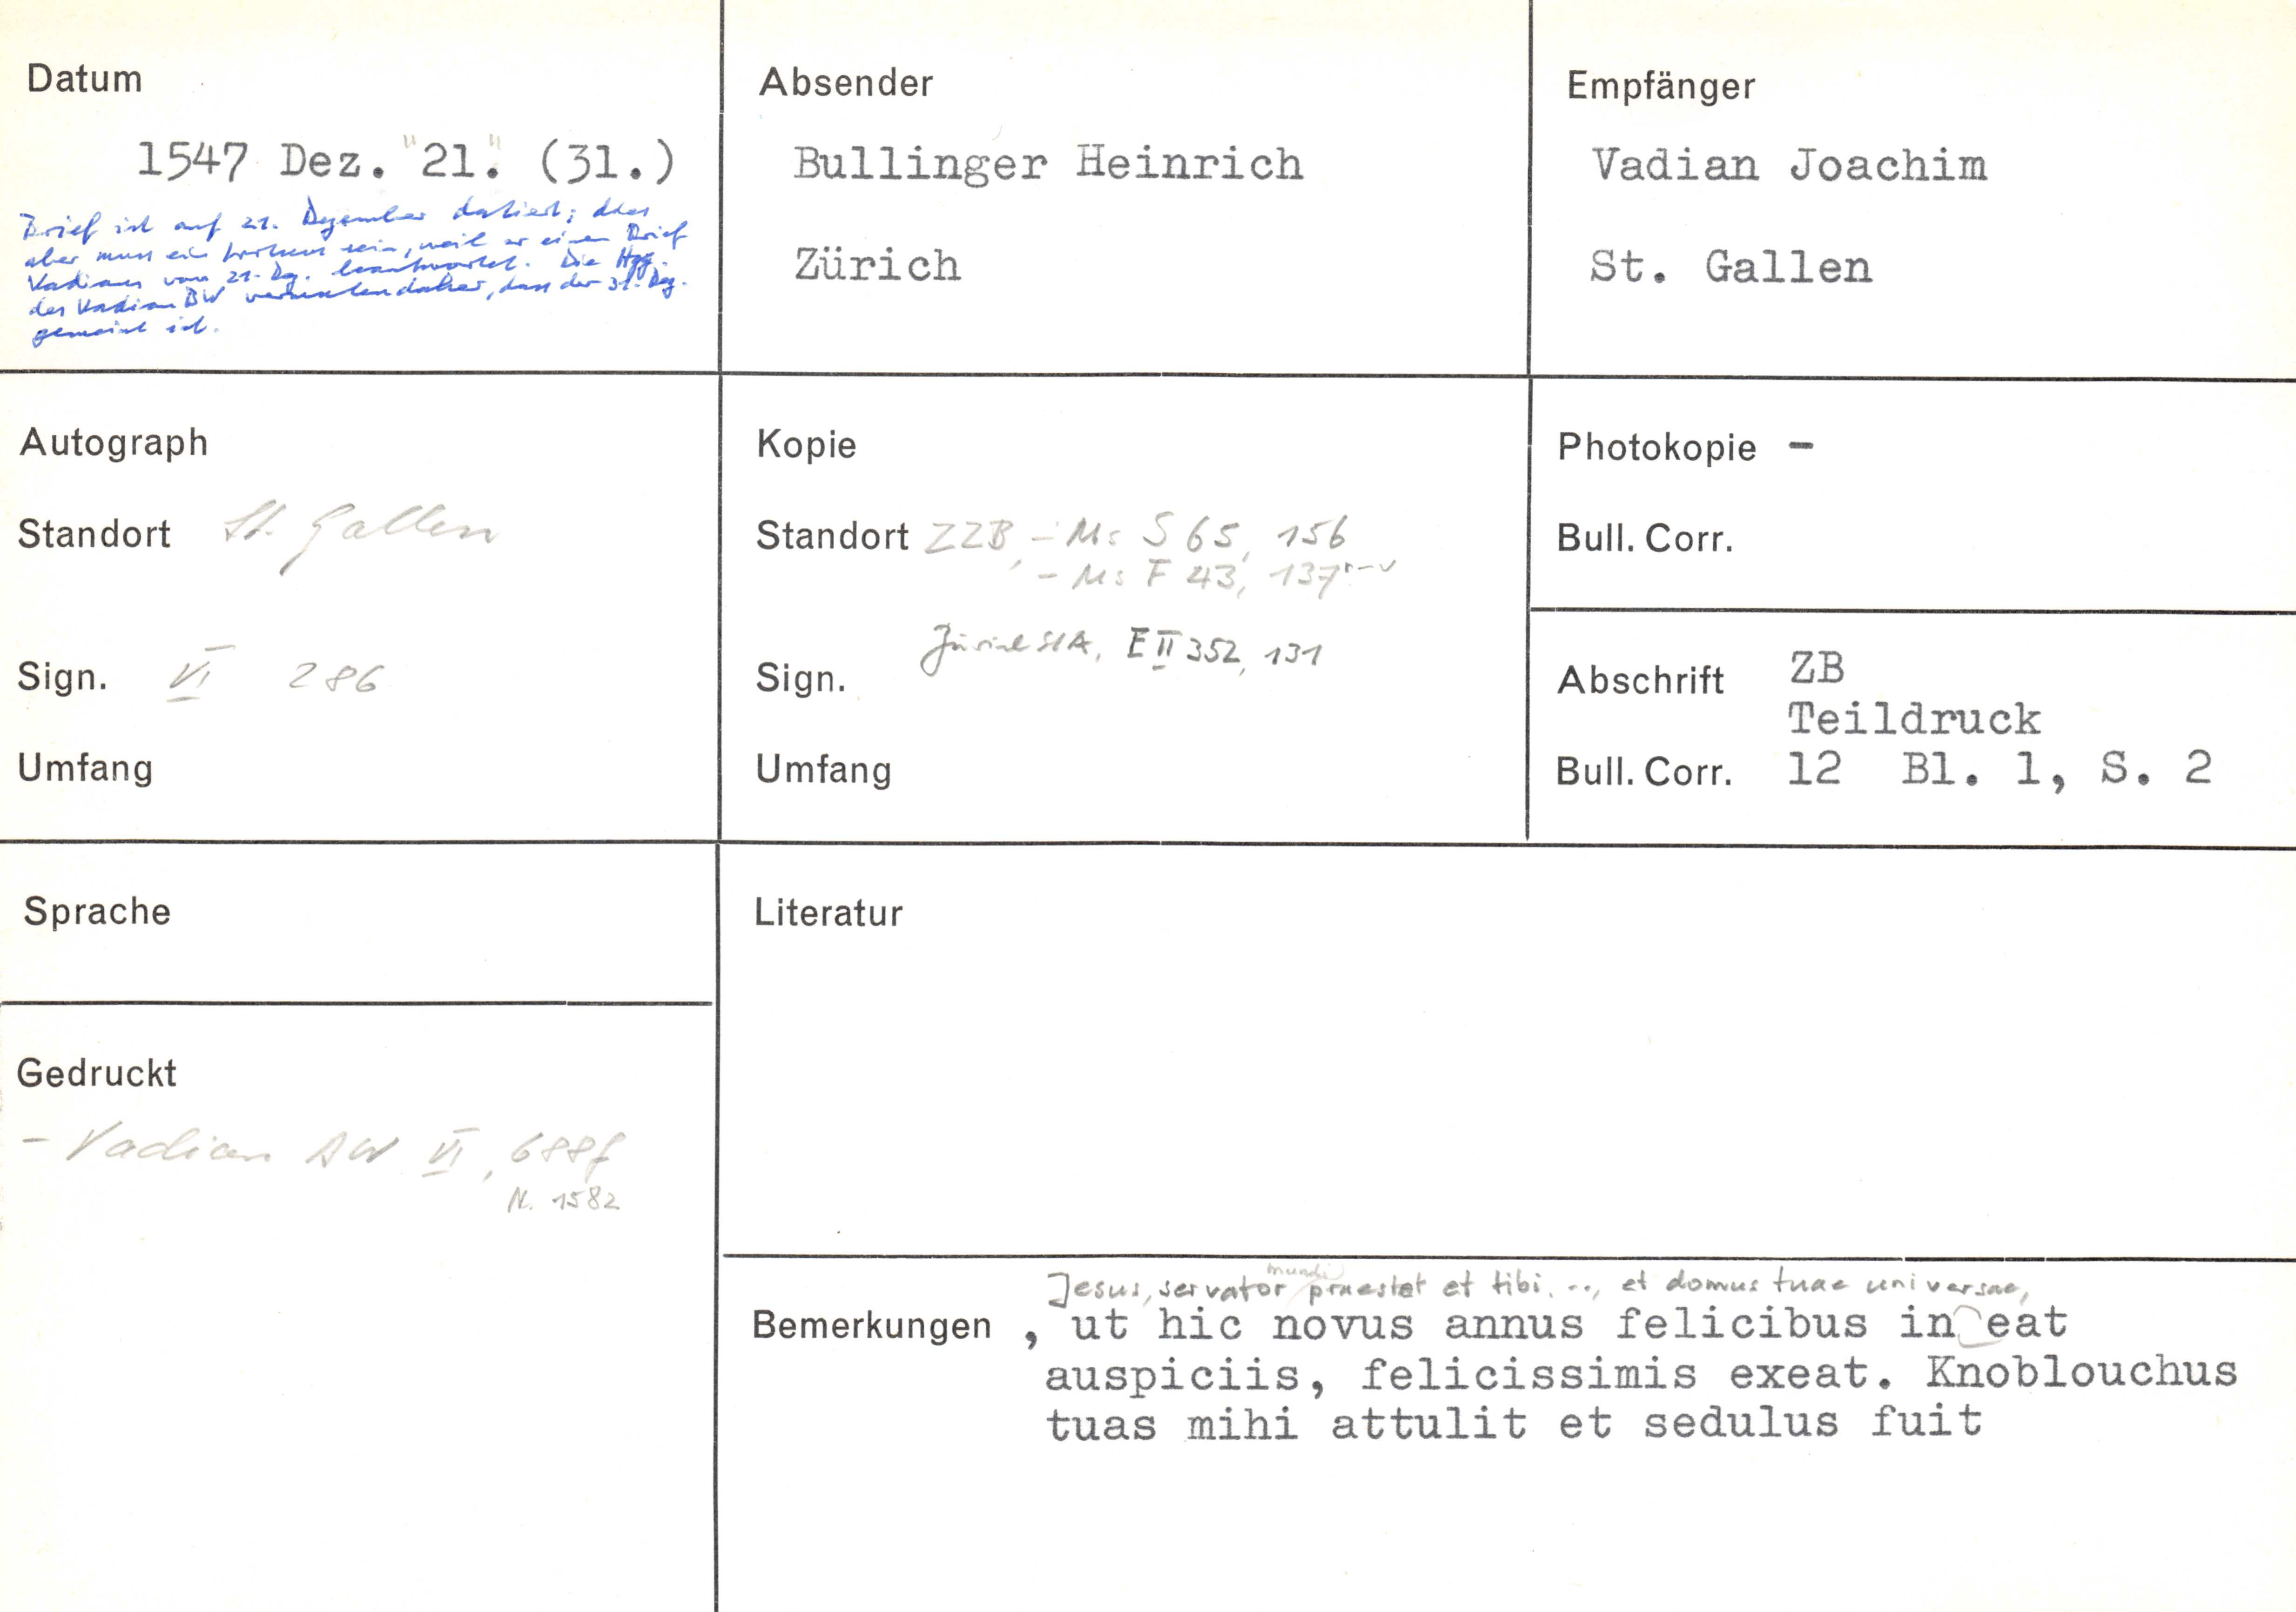 Datum
1547 Dez. "21." (31.)
Brief ist auf 21. Dezember datiert; dies
aber muss ein Irrtum sein, weil er einen Brief
Vadians vom 21. Dez. beantwortet. Die Hgg.
des Vadian BW vermuten daher, dass der 31. Dez.
gemeint ist.
Absender
Bullinger Heinrich
Zürich
Empfänger
Vadian Joachim
St. Gallen
Autograph
Standort St. Gallen
Sign. VI 286
Umfang
Kopie
Standort ZZB, - Ms S 65, 156
- Ms F 43, 137r-v
Zürich StA, E II 352, 131
Sign.
Umfang
Photokopie -
Bull. Corr.
Abschrift ZB
Teildruck
Bull. Corr. 12 Bl. 1, S. 2
Sprache
Gedruckt
- Vadian BW VI, 688f
N. 1582
Literatur
Jesus, servator mundi praestet et tibi..., et domus tuae universae,
Bemerkungen , ut hic novus annus felicibus in eat
auspiciis, felicissimis exeat. Knoblouchus
tuas mihi attulit et sedulus fuit